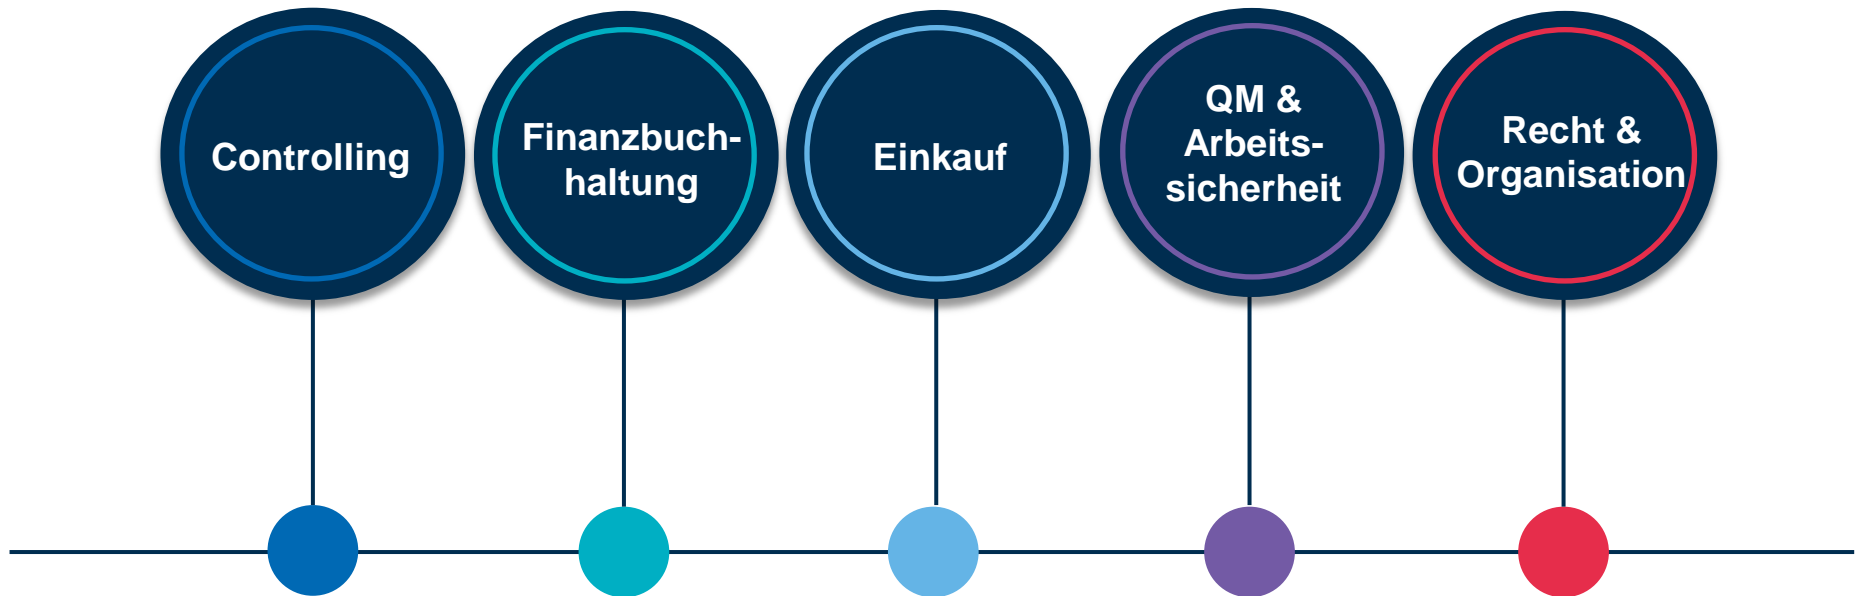 Controlling
Finanzbuch-
haltung
Einkauf
QM &
Arbeits-
sicherheit
Recht &
Organisation